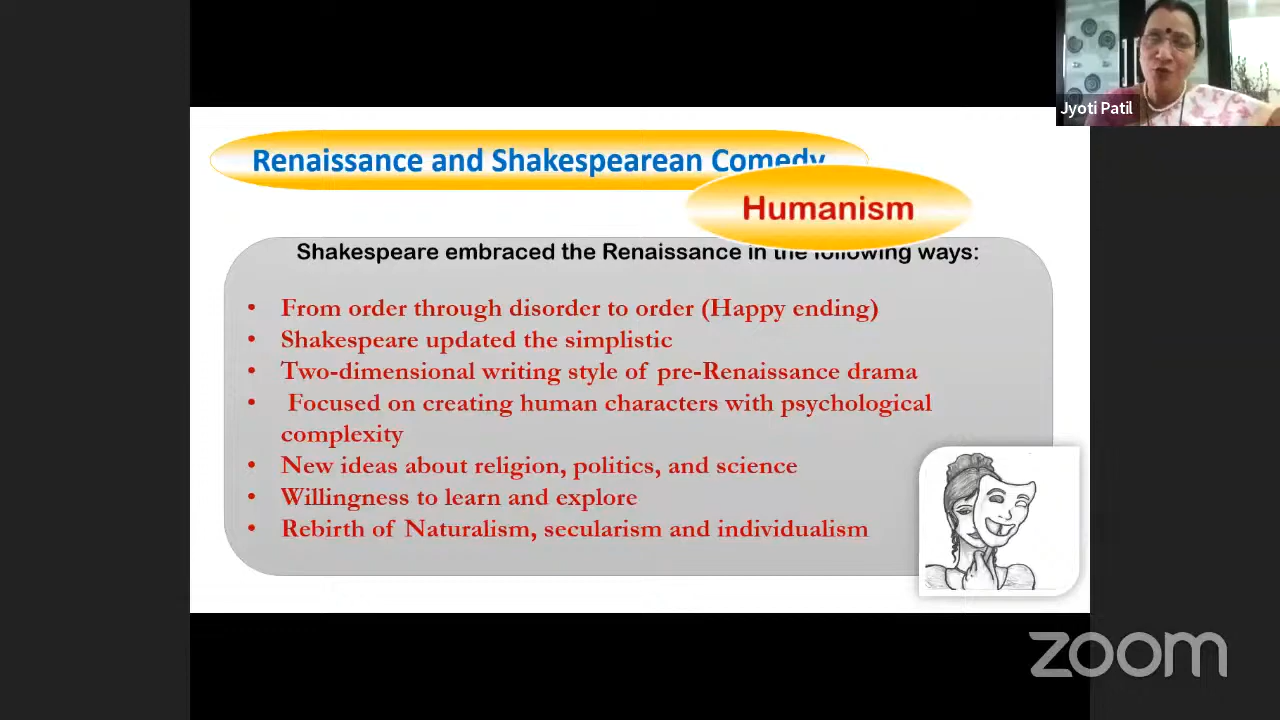 Jyoti Patil
Renaissance and Shakespearean Comedy
Humanism
Shakespeare embraced the Renaissance in the following ways:
• From order through disorder to order (Happy ending)
• Shakespeare updated the simplistic
• Two-dimensional writing style of pre-Renaissance drama
• Focused on creating human characters with psychological
complexity
• New ideas about religion, politics, and science
• Willingness to learn and explore
• Rebirth of Naturalism, secularism and individualism
zoom